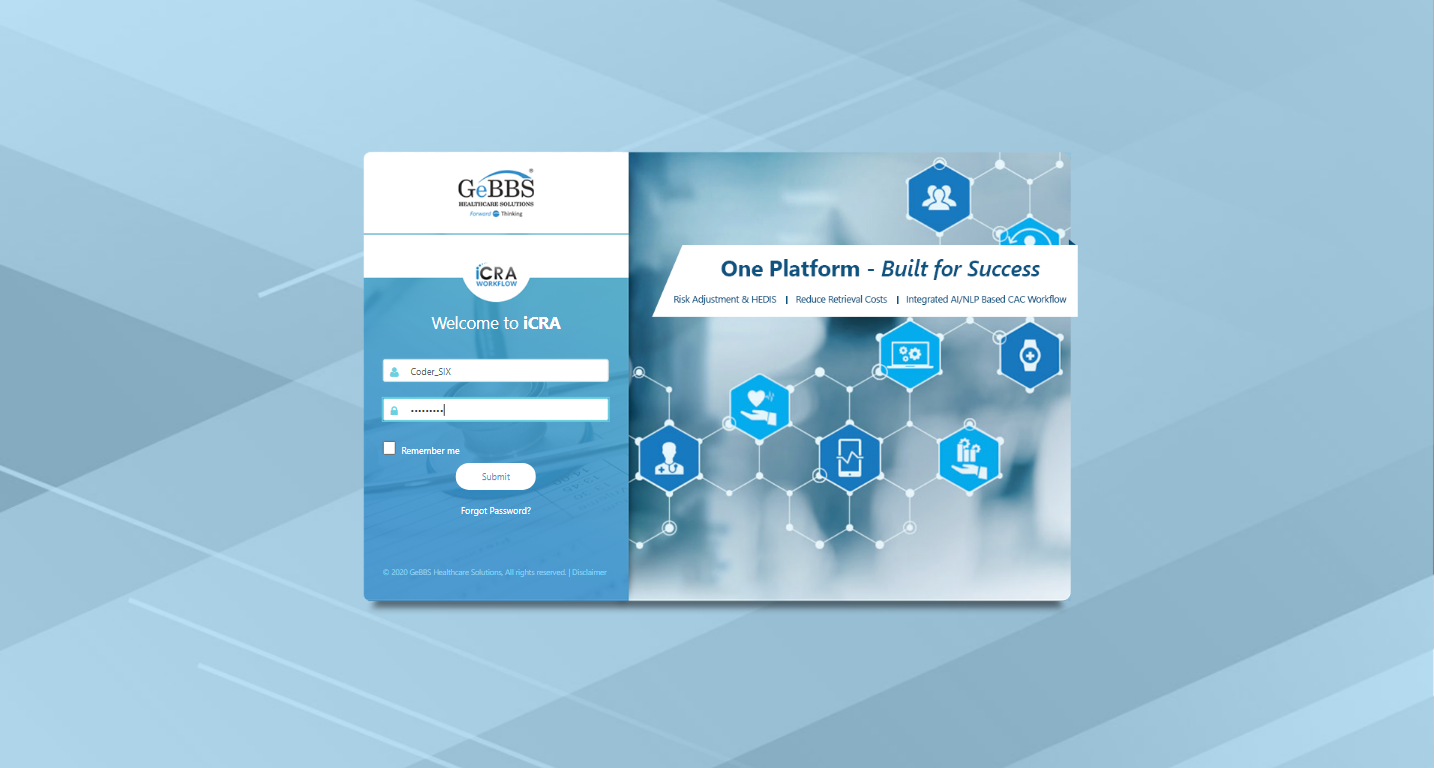 GeBBS®
HEALTHCARE SOLUTIONS
Forward Thinking
iCRA
WORKFLOW
Welcome to iCRA
Coder_SIX
•••••••••
Remember me
Submit
Forgot Password?
© 2020 GeBBS Healthcare Solutions, All rights reserved. | Disclaimer
One Platform - Built for Success
Risk Adjustment & HEDIS | Reduce Retrieval Costs | Integrated AI/NLP Based CAC Workflow